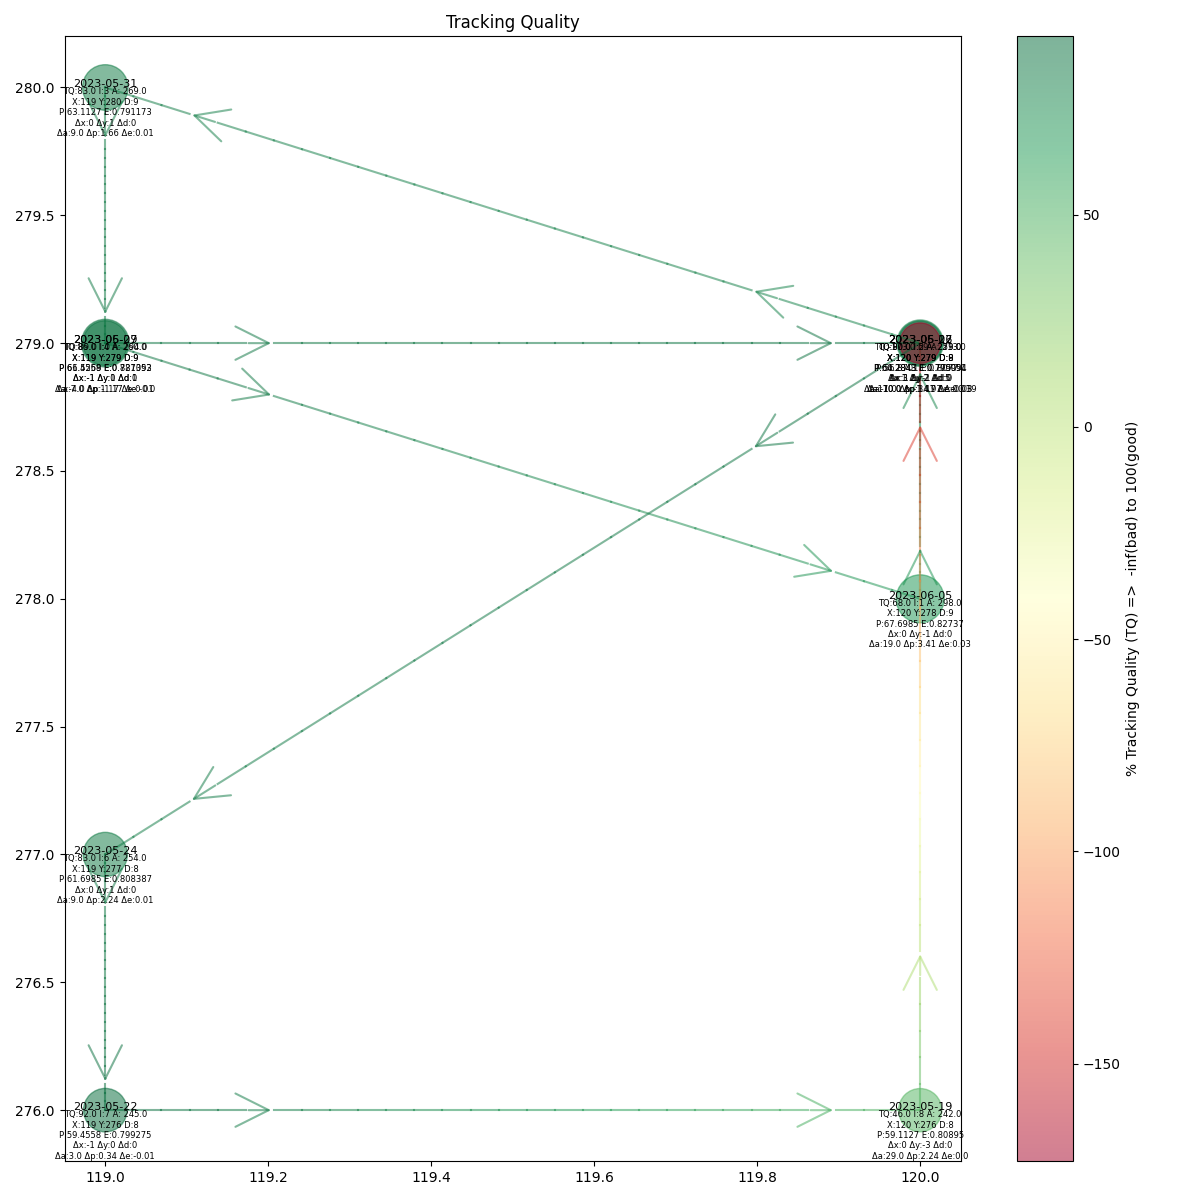 Tracking Quality
280.0
279.5
279.0
278.5
278.0
277.5
277.0
276.5
276.0
2023-05-31
TQ:83.0 I:3 A: 269.0
X:119 Y:280 D:9
P:63.1127 E:0.791173
Δx:0 Δy:1 Δd:0
Δa:9.0 Δp:1.66 Δe:0.01
X:119 Y:279 D:9
2023-06-05
TQ:68.0 I:1 A: 298.0
X:120 Y:278 D:9
P:67.6985 E:0.82737
Δx:0 Δy:-1 Δd:0
Δa:19.0 Δp:3.41 Δe:0.03
2023-05-24
TQ:83.0 I:6 A: 254.0
X:119 Y:277 D:8
P:61.6985 E:0.808387
Δx:0 Δy:1 Δd:0
Δa:9.0 Δp:2.24 Δe:0.01
2023-05-22
TQ:92.0 I:7 A: 245.0
X:119 Y:276 D:8
P:59.4558 E:0.799275
Δx:-1 Δy:0 Δd:0
Δa:3.0 Δp:0.34 Δe:-0.01
2023-05-19
TQ:46.0 I:8 A: 242.0
X:120 Y:276 D:8
P:59.1127 E:0.80895
Δx:0 Δy:-3 Δd:0
Δa:29.0 Δp:2.24 Δe:0.0
119.0
119.2
119.4
119.6
119.8
120.0
50
0
−50
−100
−150
% Tracking Quality (TQ) => -inf(bad) to 100(good)